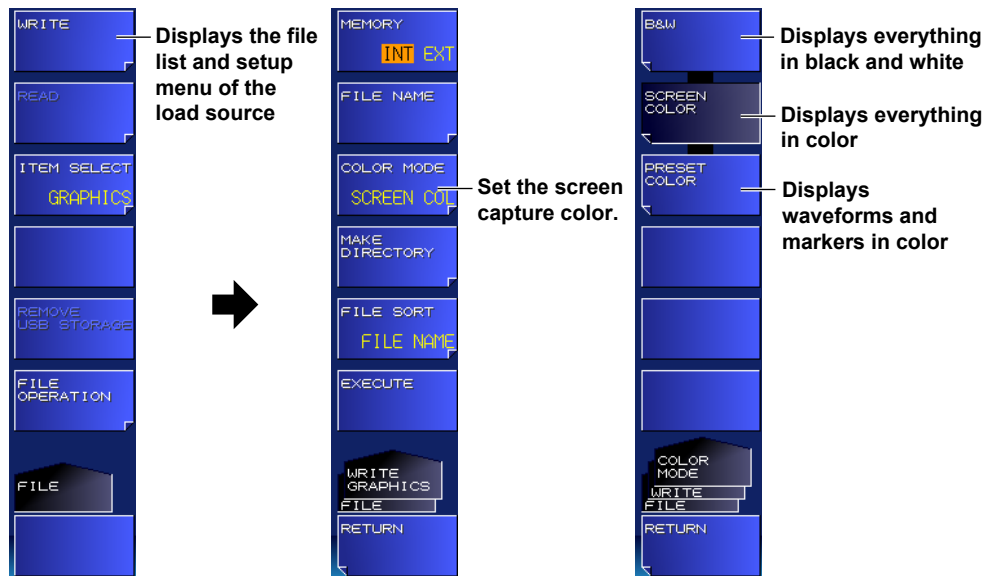 WRITE
READ
ITEM SELECT
GRAPHICS
REMOVE
USB STORAGE
FILE
OPERATION
FILE
Displays the file
list and setup
menu of the
load source
MEMORY
INT EXT
FILE NAME
COLOR MODE
SCREEN COL
MAKE
DIRECTORY
FILE SORT
FILE NAME
EXECUTE
WRITE
GRAPHICS
FILE
RETURN
Set the screen
capture color.
B&W
SCREEN
COLOR
PRESET
COLOR
COLOR
MODE
WRITE
FILE
RETURN
Displays everything
in black and white
Displays everything
in color
Displays
waveforms and
markers in color